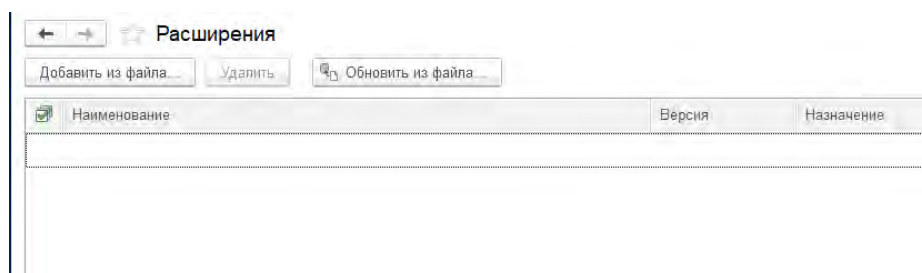 Расширения
Добавить из файла... Удалить Обновить из файла...
Наименование Версия Назначение